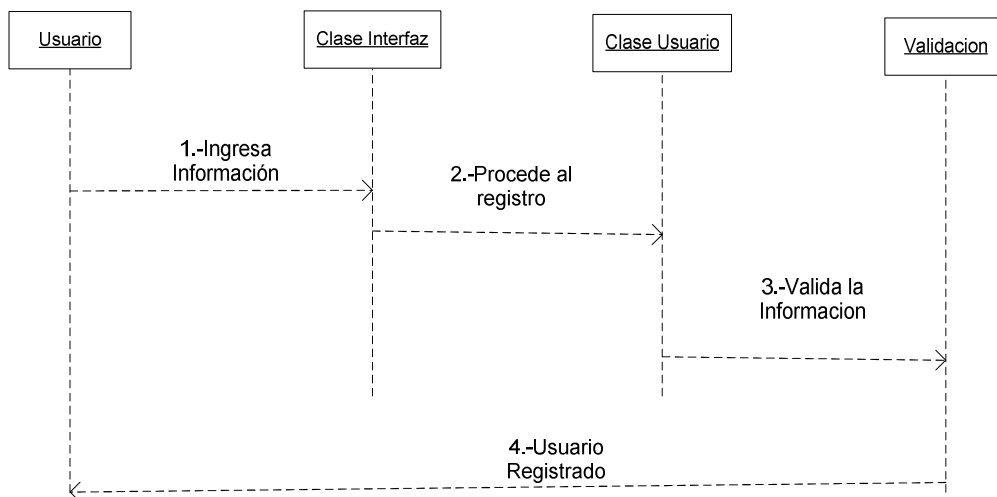 Usuario
Clase Interfaz
Clase Usuario
Validacion
1.-Ingresa
Información
2.-Procede al
registro
3.-Valida la
Informacion
4.-Usuario
Registrado